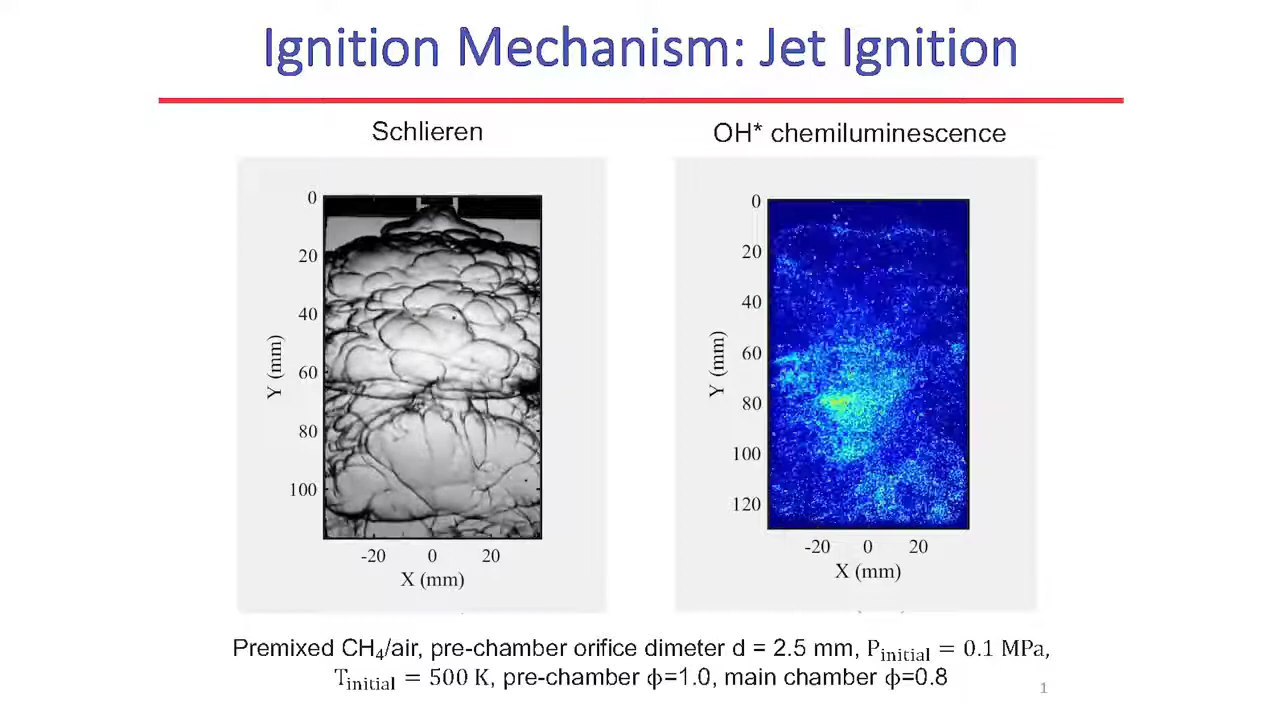 Ignition Mechanism: Jet Ignition
Schlieren
OH* chemiluminescence
0
20
40
60
80
100
Y (mm)
-20 0 20
X (mm)
0
20
40
60
80
100
120
Y (mm)
-20 0 20
X (mm)
Premixed CH₄/air, pre-chamber orifice dimeter d = 2.5 mm, P_initial = 0.1 MPa,
T_initial = 500 K, pre-chamber ϕ=1.0, main chamber ϕ=0.8
1